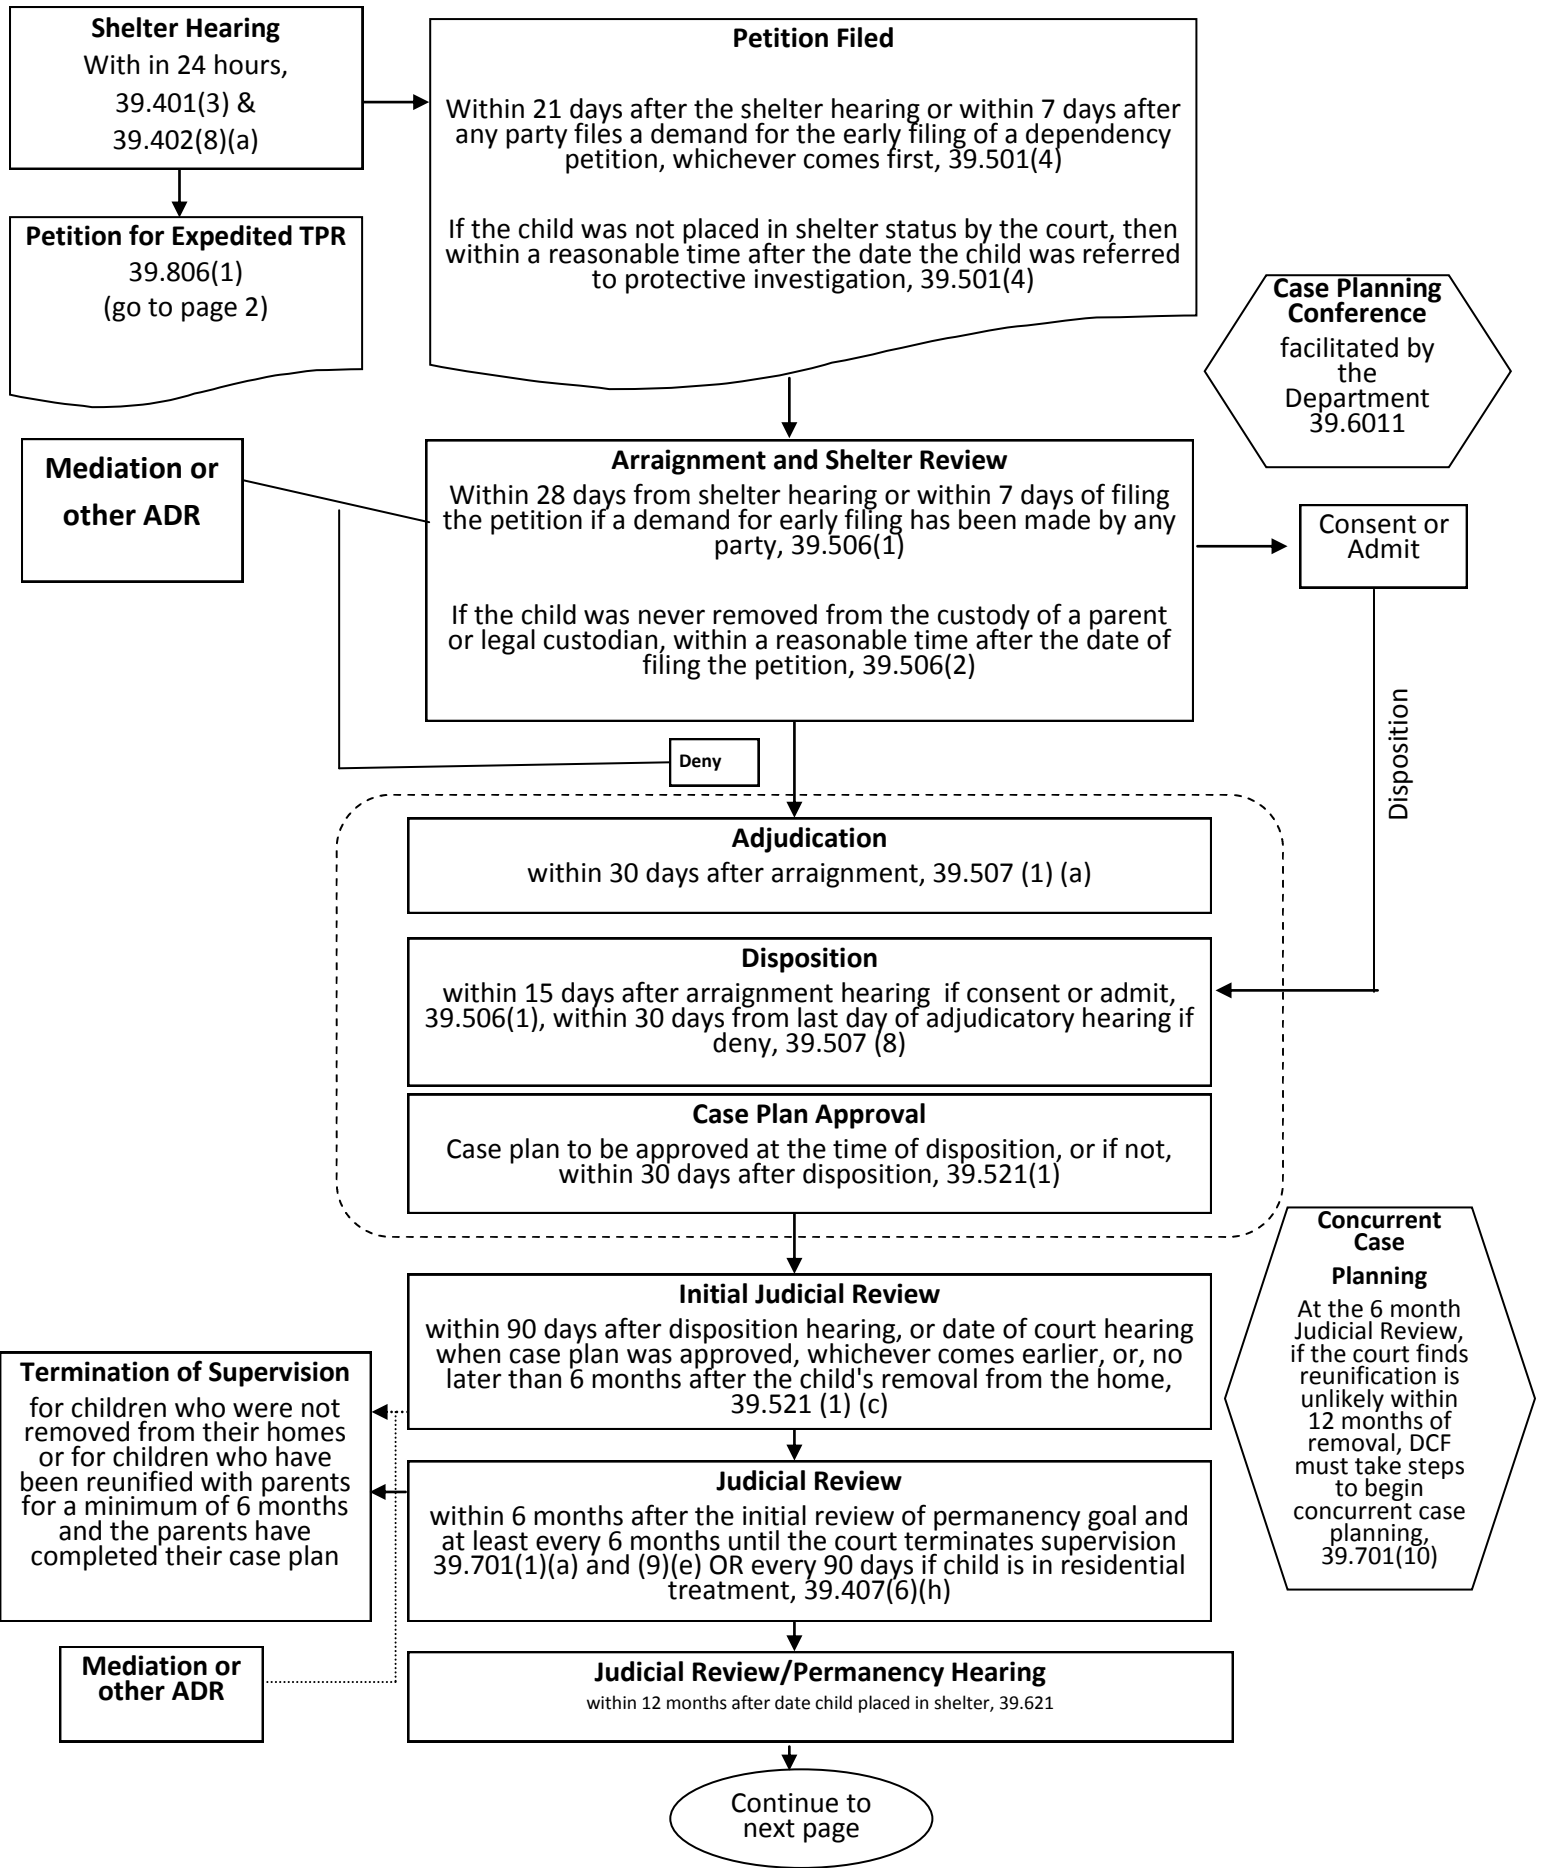 Shelter Hearing
With in 24 hours,
39.401(3) &
39.402(8)(a)
Petition Filed
Within 21 days after the shelter hearing or within 7 days after
any party files a demand for the early filing of a dependency
petition, whichever comes first, 39.501(4)
If the child was not placed in shelter status by the court, then
within a reasonable time after the date the child was referred
to protective investigation, 39.501(4)
Petition for Expedited TPR
39.806(1)
(go to page 2)
Case Planning
Conference
facilitated by
the
Department
39.6011
Mediation or
other ADR
Arraignment and Shelter Review
Within 28 days from shelter hearing or within 7 days of filing
the petition if a demand for early filing has been made by any
party, 39.506(1)
If the child was never removed from the custody of a parent
or legal custodian, within a reasonable time after the date of
filing the petition, 39.506(2)
Consent or
Admit
Disposition
Deny
Adjudication
within 30 days after arraignment, 39.507 (1) (a)
Disposition
within 15 days after arraignment hearing  if consent or admit,
39.506(1), within 30 days from last day of adjudicatory hearing if
deny, 39.507 (8)
Case Plan Approval
Case plan to be approved at the time of disposition, or if not,
within 30 days after disposition, 39.521(1)
Initial Judicial Review
within 90 days after disposition hearing, or date of court hearing
when case plan was approved, whichever comes earlier, or, no
later than 6 months after the child's removal from the home,
39.521 (1) (c)
Concurrent
Case
Planning
At the 6 month
Judicial Review,
if the court finds
reunification is
unlikely within
12 months of
removal, DCF
must take steps
to begin
concurrent case
planning,
39.701(10)
Termination of Supervision
for children who were not
removed from their homes
or for children who have
been reunified with parents
for a minimum of 6 months
and the parents have
completed their case plan
Judicial Review
within 6 months after the initial review of permanency goal and
at least every 6 months until the court terminates supervision
39.701(1)(a) and (9)(e) OR every 90 days if child is in residential
treatment, 39.407(6)(h)
Mediation or
other ADR
Judicial Review/Permanency Hearing
within 12 months after date child placed in shelter, 39.621
Continue to
next page